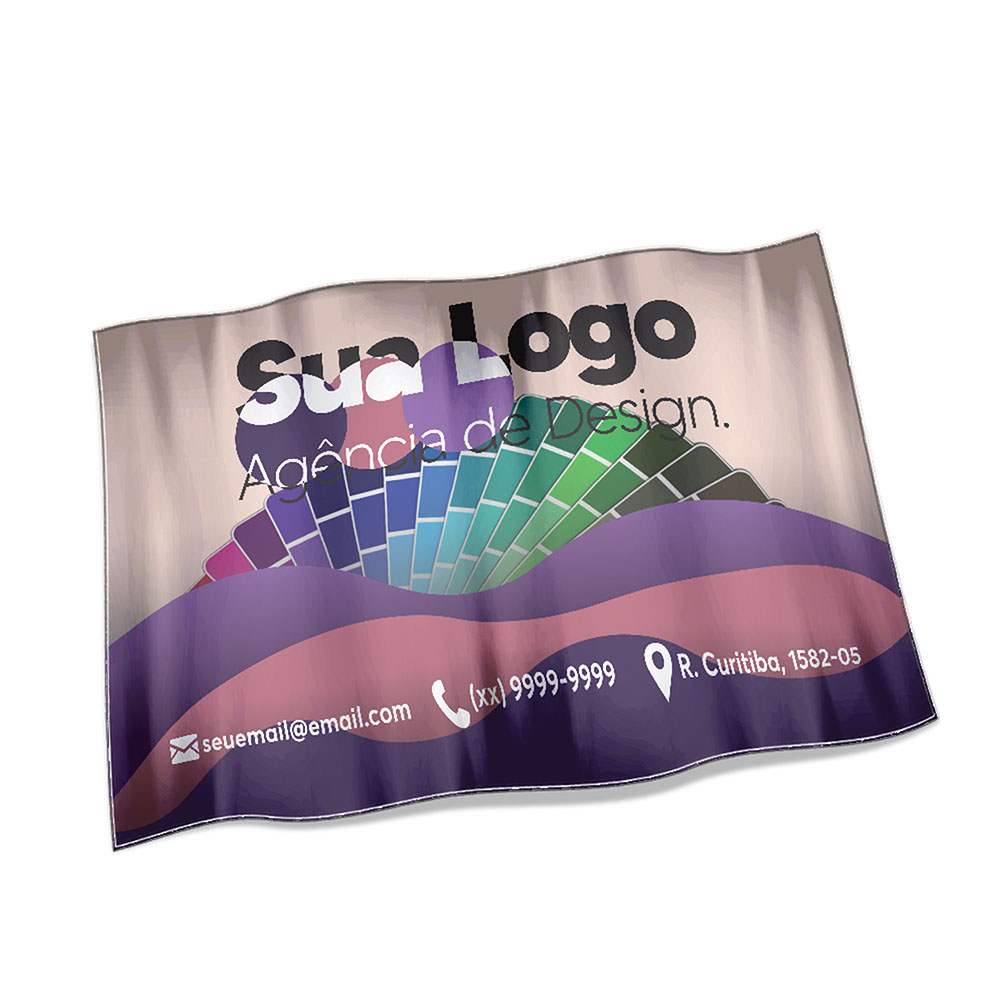 Sua Logo
Agência de Design.
seuemail@email.com
(xx) 9999-9999
R. Curitiba, 1582-05